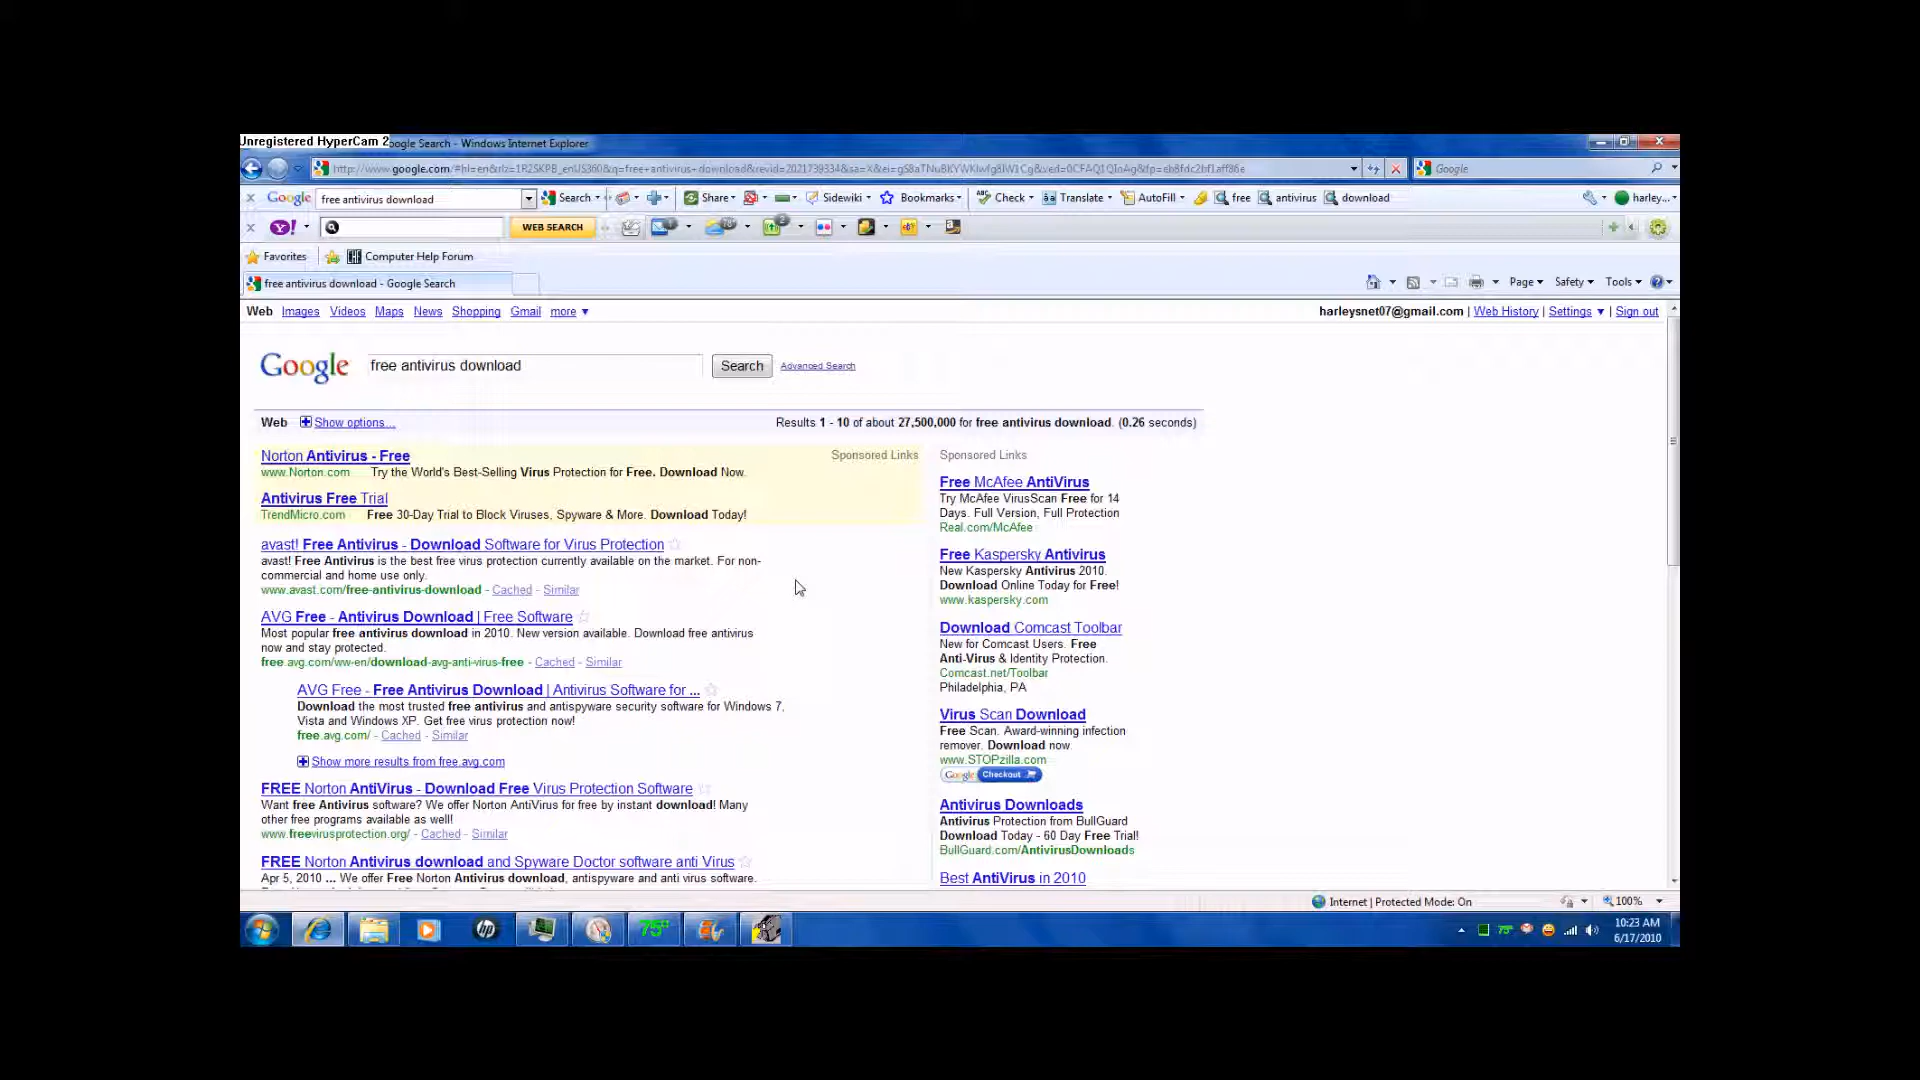 Unregistered HyperCam 2
oogle Search - Windows Internet Explorer
Google
Google free antivirus download Search Share Sidewiki Bookmarks Check Translate AutoFill free antivirus download harley...
Y! WEB SEARCH
Favorites Computer Help Forum
free antivirus download - Google Search Page Safety Tools
Web Images Videos Maps News Shopping Gmail more harleysnet07@gmail.com | Web History | Settings | Sign out
Google free antivirus download Search Advanced Search
Web Show options... Results 1 - 10 of about 27,500,000 for free antivirus download. (0.26 seconds)
Norton Antivirus - Free Sponsored Links
www.Norton.com Try the World's Best-Selling Virus Protection for Free. Download Now.
Antivirus Free Trial
TrendMicro.com Free 30-Day Trial to Block Viruses, Spyware & More. Download Today!
avast! Free Antivirus - Download Software for Virus Protection
avast! Free Antivirus is the best free virus protection currently available on the market. For non-
commercial and home use only.
www.avast.com/free-antivirus-download - Cached - Similar
AVG Free - Antivirus Download | Free Software
Most popular free antivirus download in 2010. New version available. Download free antivirus
now and stay protected.
free.avg.com/ww-en/download-avg-anti-virus-free - Cached - Similar
AVG Free - Free Antivirus Download | Antivirus Software for ...
Download the most trusted free antivirus and antispyware security software for Windows 7,
Vista and Windows XP. Get free virus protection now!
free.avg.com/ - Cached - Similar
Show more results from free.avg.com
FREE Norton AntiVirus - Download Free Virus Protection Software
Want free Antivirus software? We offer Norton AntiVirus for free by instant download! Many
other free programs available as well!
www.freevirusprotection.org/ - Cached - Similar
FREE Norton Antivirus download and Spyware Doctor software anti Virus
Apr 5, 2010 ... We offer Free Norton Antivirus download, antispyware and anti virus software.
Sponsored Links
Free McAfee AntiVirus
Try McAfee VirusScan Free for 14
Days. Full Version, Full Protection
Real.com/McAfee
Free Kaspersky Antivirus
New Kaspersky Antivirus 2010.
Download Online Today for Free!
www.kaspersky.com
Download Comcast Toolbar
New for Comcast Users. Free
Anti-Virus & Identity Protection.
Comcast.net/Toolbar
Philadelphia, PA
Virus Scan Download
Free Scan. Award-winning infection
remover. Download now
www.STOPzilla.com
Google Checkout
Antivirus Downloads
Antivirus Protection from BullGuard
Download Today - 60 Day Free Trial!
BullGuard.com/AntivirusDownloads
Best AntiVirus in 2010
Internet | Protected Mode: On 100%
hp 75° 75° 10:23 AM
6/17/2010